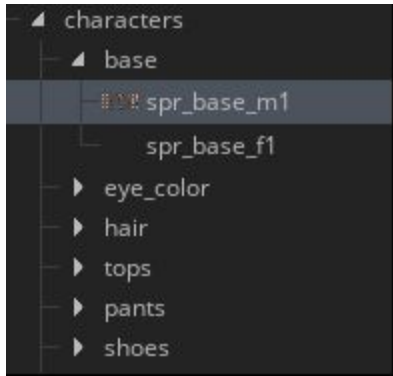 characters
base
spr_base_m1
spr_base_f1
eye_color
hair
tops
pants
shoes